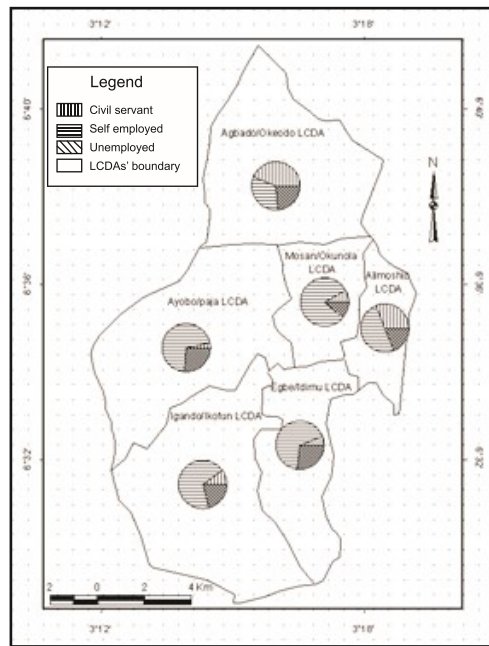 3°12' 3°18'
Legend
Civil servant
Self employed
Unemployed
LCDAs' boundary
6°40' 6°40'
Agbado/Okeodo LCDA
N
Mosan/Okunola
LCDA
Alimosho
LCDA
6°36' 6°36'
Ayobo/paja LCDA
Egbe/Idimu LCDA
Igando/Ikotun LCDA
6°32' 6°32'
2 0 2 4 Km
3°12' 3°18'